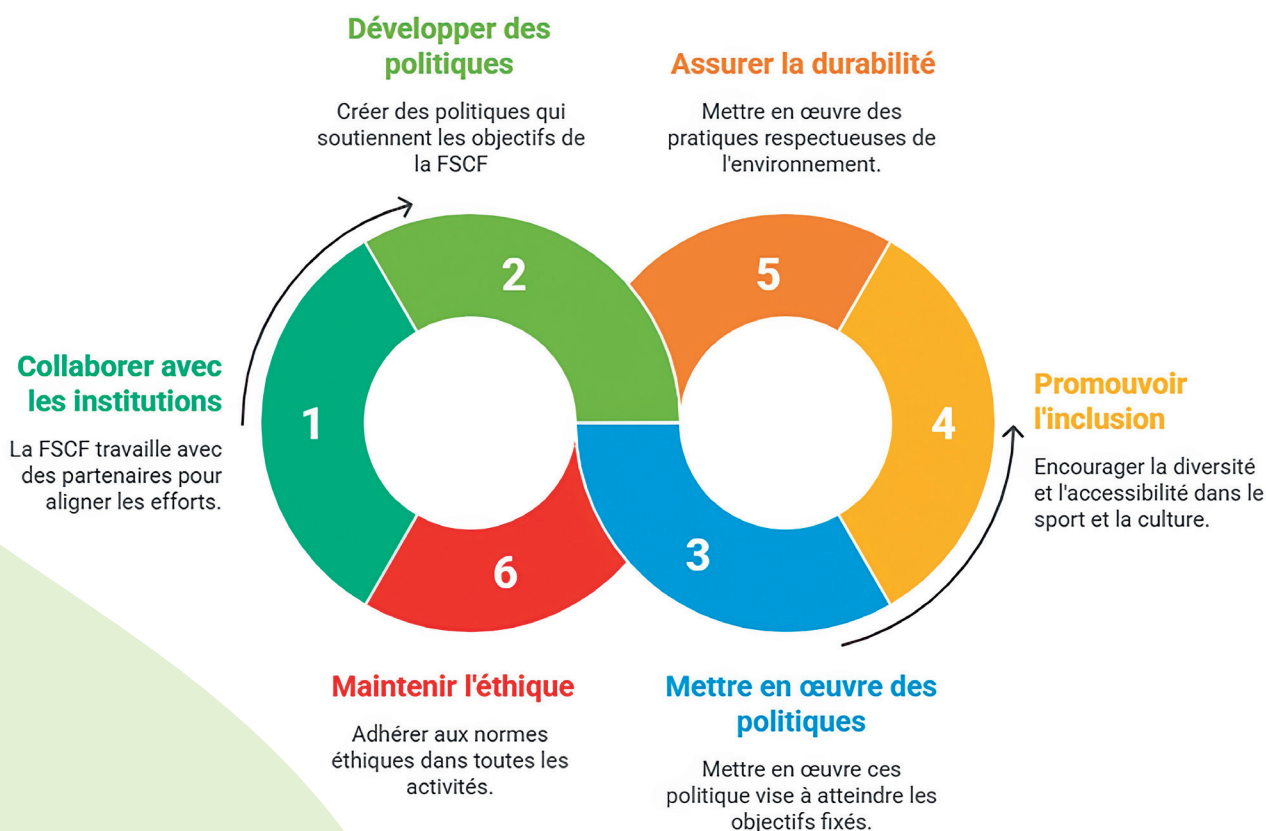 Développer des
politiques
Créer des politiques qui
soutiennent les objectifs de
la FSCF
Assurer la durabilité
Mettre en œuvre des
pratiques respectueuses de
l'environnement.
2
5
Collaborer avec
les institutions
La FSCF travaille avec
des partenaires pour
aligner les efforts.
1
4
Promouvoir
l'inclusion
Encourager la diversité
et l'accessibilité dans le
sport et la culture.
6
3
Maintenir l'éthique
Adhérer aux normes
éthiques dans toutes les
activités.
Mettre en œuvre des
politiques
Mettre en œuvre ces
politique vise à atteindre les
objectifs fixés.